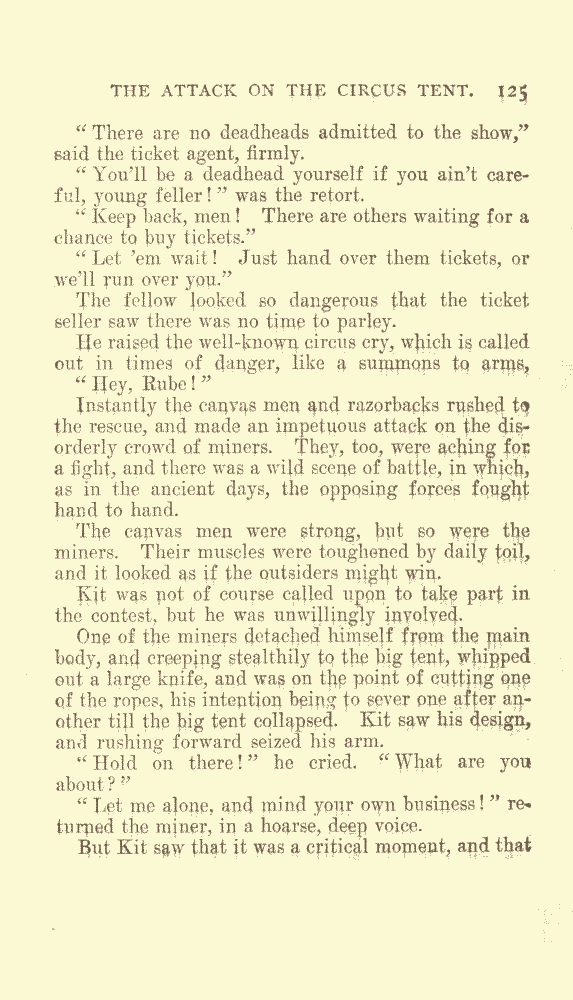 THE ATTACK ON THE CIRCUS TENT. 125
“ There are no deadheads admitted to the show,”
said the ticket agent, firmly.
“ You’ll be a deadhead yourself if you ain’t care-
ful, young feller! ” was the retort.
“ Keep back, men! There are others waiting for a
chance to buy tickets.”
“ Let ’em wait! Just hand over them tickets, or
we’ll run over you.”
The fellow looked so dangerous that the ticket
seller saw there was no time to parley.
He raised the well-known circus cry, which is called
out in times of danger, like a summons to arms,
“ Hey, Rube! ”
Instantly the canvas men and razorbacks rushed to
the rescue, and made an impetuous attack on the dis-
orderly crowd of miners. They, too, were aching for
a fight, and there was a wild scene of battle, in which,
as in the ancient days, the opposing forces fought
hand to hand.
The canvas men were strong, but so were the
miners. Their muscles were toughened by daily toil,
and it looked as if the outsiders might win.
Kit was not of course called upon to take part in
the contest, but he was unwillingly involved.
One of the miners detached himself from the main
body, and creeping stealthily to the big tent, whipped
out a large knife, and was on the point of cutting one
of the ropes, his intention being to sever one after an-
other till the big tent collapsed. Kit saw his design,
and rushing forward seized his arm.
“ Hold on there! ” he cried. “ What are you
about? ”
“ Let me alone, and mind your own business! ” re-
turned the miner, in a hoarse, deep voice.
But Kit saw that it was a critical moment, and that